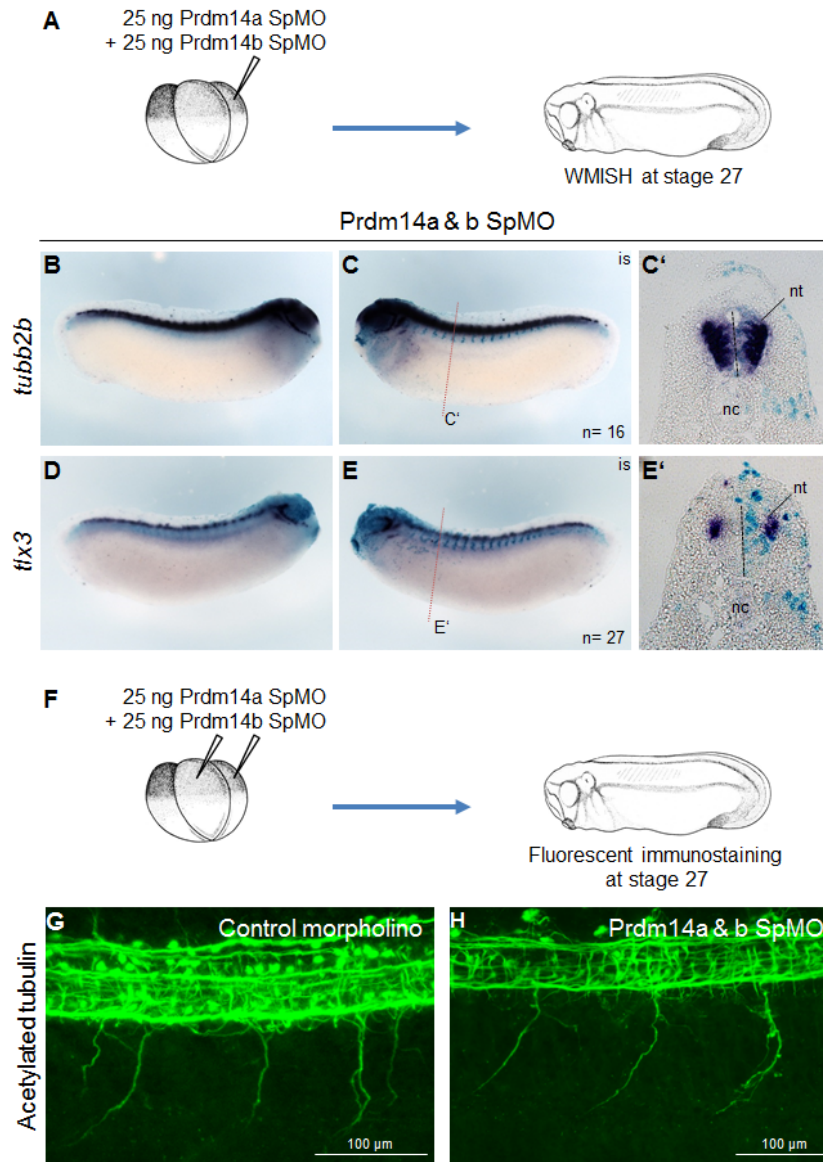 A
25 ng Prdm14a SpMO
+ 25 ng Prdm14b SpMO
WMISH at stage 27
Prdm14a & b SpMO
tubb2b
B
C
is
C‘
n= 16
C‘
nt
nc
tlx3
D
E
is
E‘
n= 27
E‘
nt
nc
F
25 ng Prdm14a SpMO
+ 25 ng Prdm14b SpMO
Fluorescent immunostaining
at stage 27
Acetylated tubulin
G
Control morpholino
100 µm
H
Prdm14a & b SpMO
100 µm